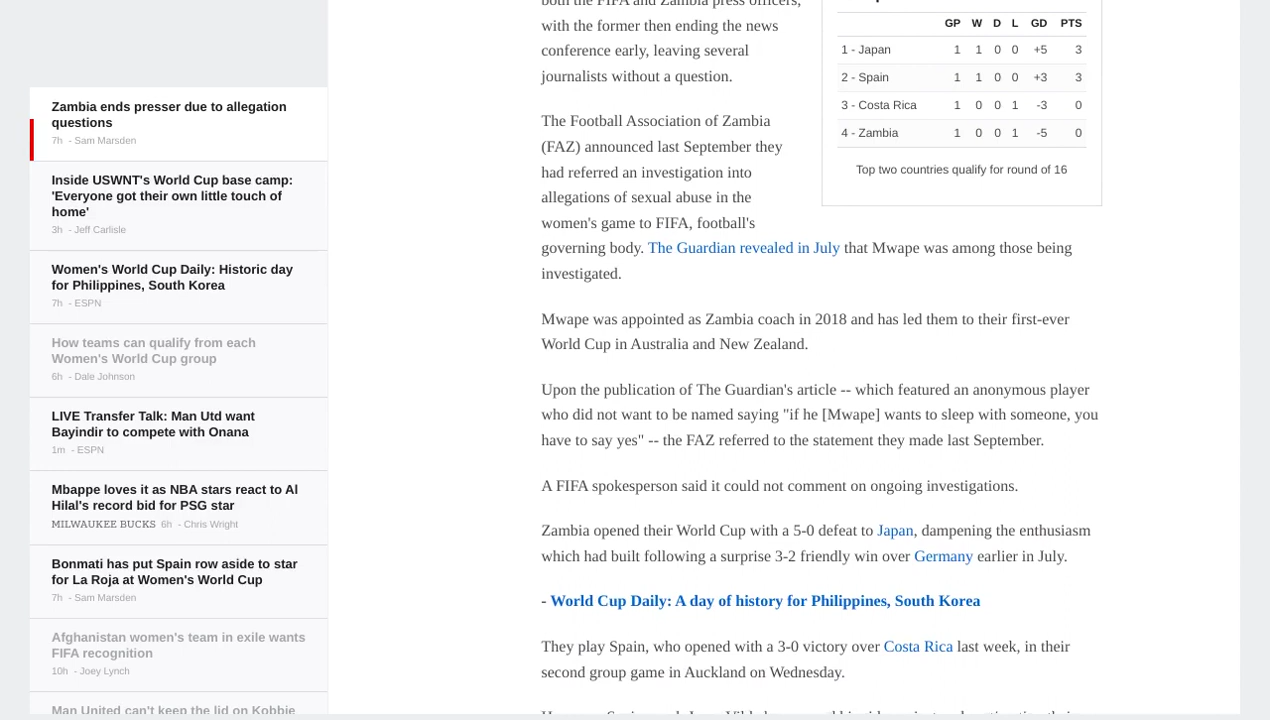 Zambia ends presser due to allegation
questions
7h - Sam Marsden
Inside USWNT's World Cup base camp:
'Everyone got their own little touch of
home'
3h - Jeff Carlisle
Women's World Cup Daily: Historic day
for Philippines, South Korea
7h - ESPN
How teams can qualify from each
Women's World Cup group
6h - Dale Johnson
LIVE Transfer Talk: Man Utd want
Bayindir to compete with Onana
1m - ESPN
Mbappe loves it as NBA stars react to Al
Hilal's record bid for PSG star
MILWAUKEE BUCKS 6h - Chris Wright
Bonmati has put Spain row aside to star
for La Roja at Women's World Cup
7h - Sam Marsden
Afghanistan women's team in exile wants
FIFA recognition
10h - Joey Lynch
Man United can't keep the lid on Kobbie
both the FIFA and Zambia press officers,
with the former then ending the news
conference early, leaving several
journalists without a question.
The Football Association of Zambia
(FAZ) announced last September they
had referred an investigation into
allegations of sexual abuse in the
women's game to FIFA, football's
governing body. The Guardian revealed in July that Mwape was among those being
investigated.
Mwape was appointed as Zambia coach in 2018 and has led them to their first-ever
World Cup in Australia and New Zealand.
Upon the publication of The Guardian's article -- which featured an anonymous player
who did not want to be named saying "if he [Mwape] wants to sleep with someone, you
have to say yes" -- the FAZ referred to the statement they made last September.
A FIFA spokesperson said it could not comment on ongoing investigations.
Zambia opened their World Cup with a 5-0 defeat to Japan, dampening the enthusiasm
which had built following a surprise 3-2 friendly win over Germany earlier in July.
- World Cup Daily: A day of history for Philippines, South Korea
They play Spain, who opened with a 3-0 victory over Costa Rica last week, in their
second group game in Auckland on Wednesday.
GP W D L GD PTS
1 - Japan 1 1 0 0 +5 3
2 - Spain 1 1 0 0 +3 3
3 - Costa Rica 1 0 0 1 -3 0
4 - Zambia 1 0 0 1 -5 0
Top two countries qualify for round of 16